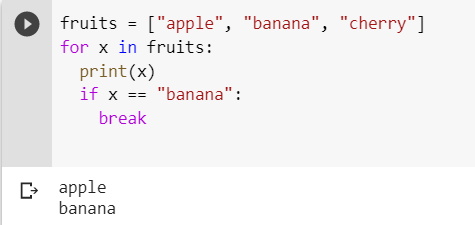 fruits = ["apple", "banana", "cherry"]
for x in fruits:
  print(x)
  if x == "banana":
    break
apple
banana